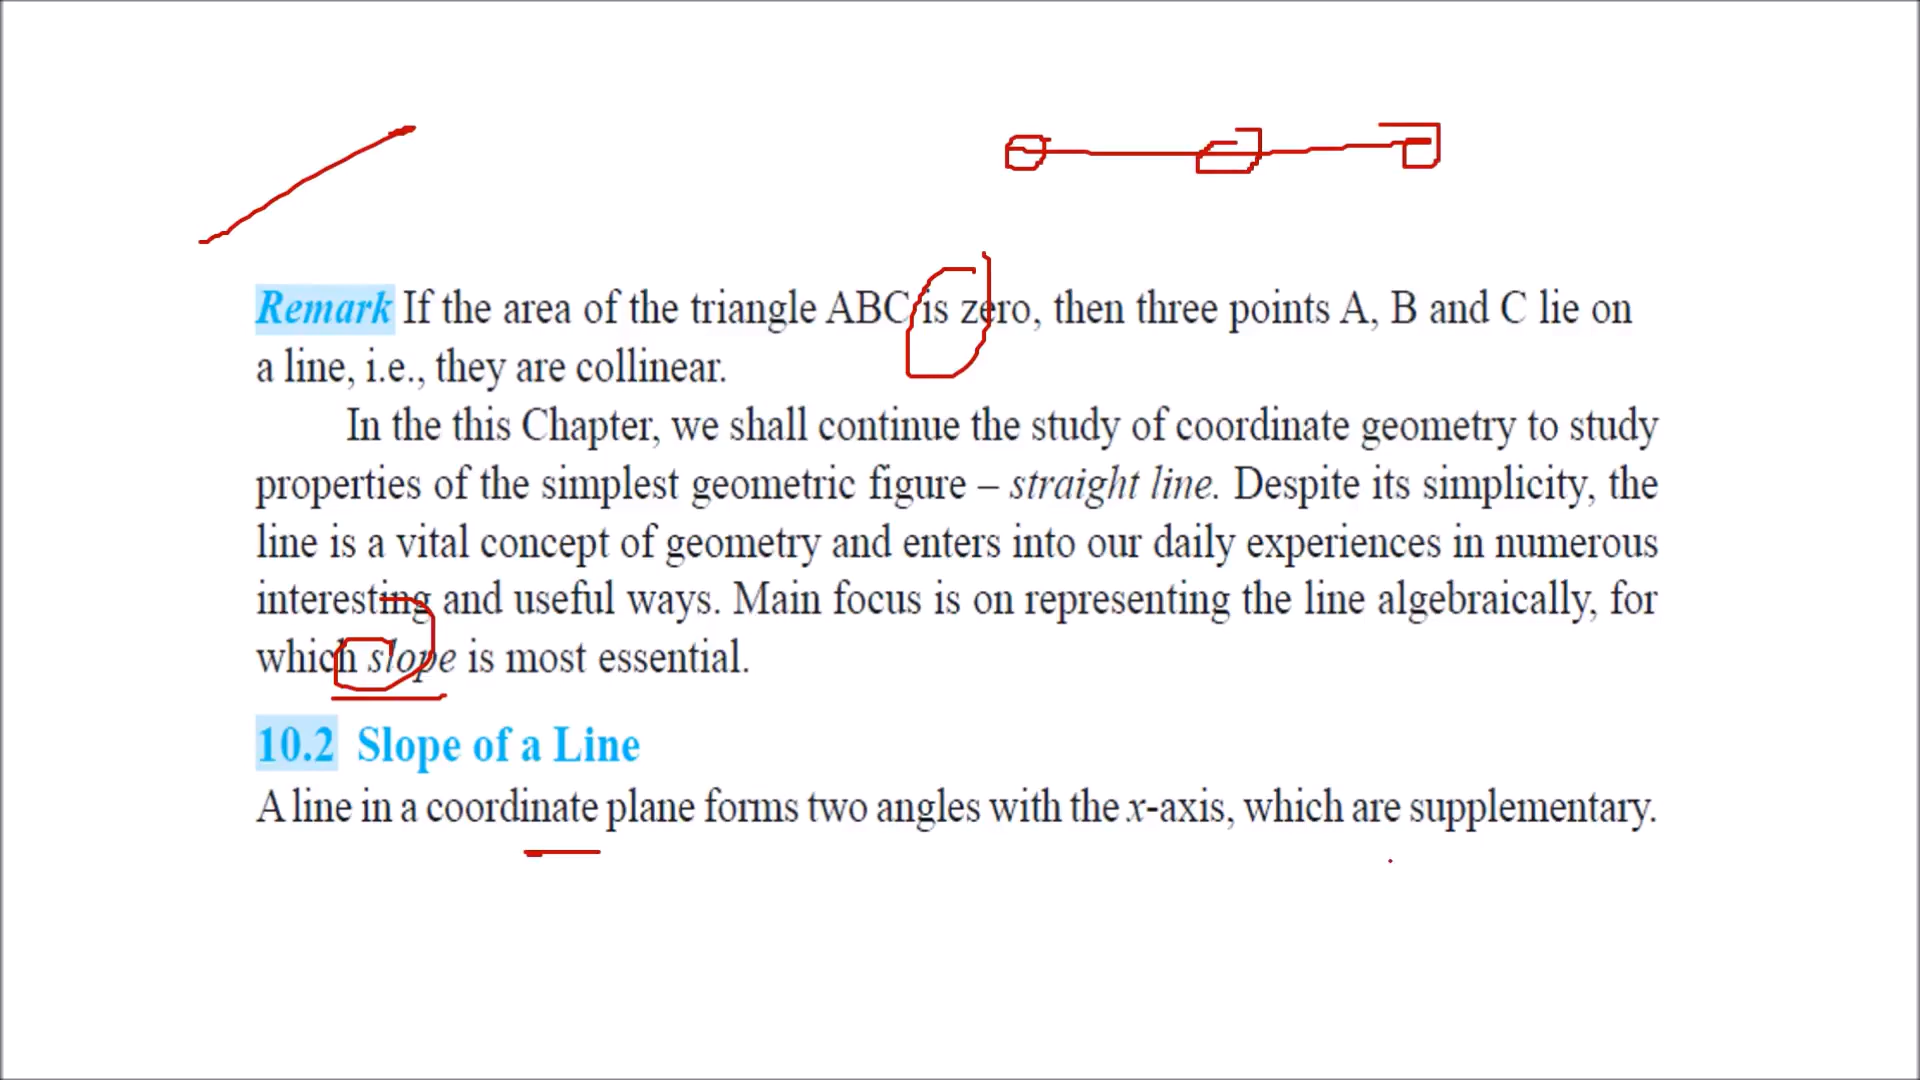 Remark If the area of the triangle ABC is zero, then three points A, B and C lie on
a line, i.e., they are collinear.
In the this Chapter, we shall continue the study of coordinate geometry to study
properties of the simplest geometric figure – straight line. Despite its simplicity, the
line is a vital concept of geometry and enters into our daily experiences in numerous
interesting and useful ways. Main focus is on representing the line algebraically, for
which slope is most essential.
10.2 Slope of a Line
A line in a coordinate plane forms two angles with the x-axis, which are supplementary.